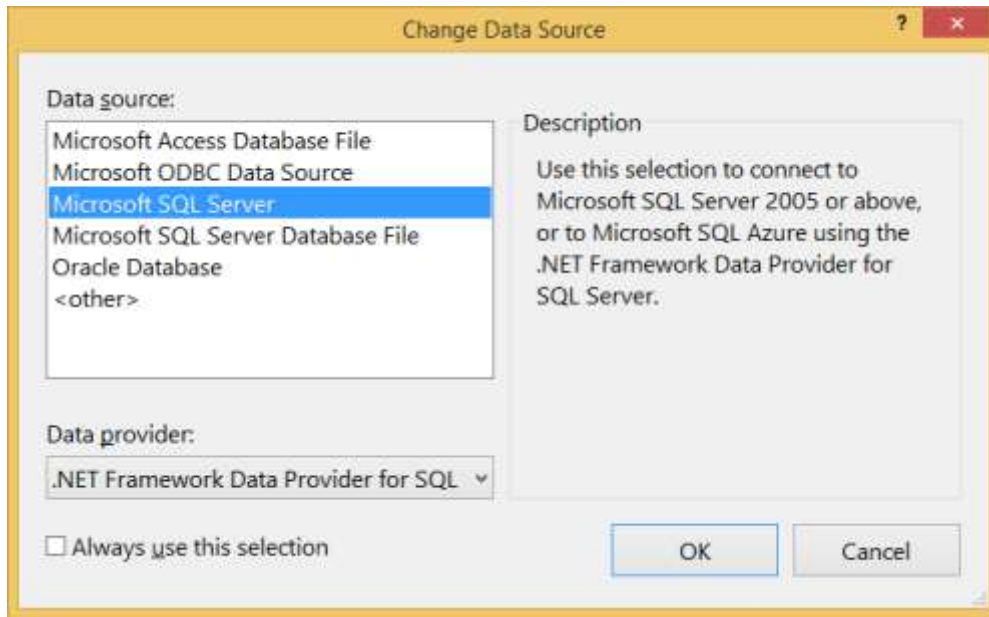 Change Data Source
?
Data source:
Microsoft Access Database File
Microsoft ODBC Data Source
Microsoft SQL Server
Microsoft SQL Server Database File
Oracle Database
<other>
Description
Use this selection to connect to
Microsoft SQL Server 2005 or above,
or to Microsoft SQL Azure using the
.NET Framework Data Provider for
SQL Server.
Data provider:
.NET Framework Data Provider for SQL
Always use this selection
OK
Cancel